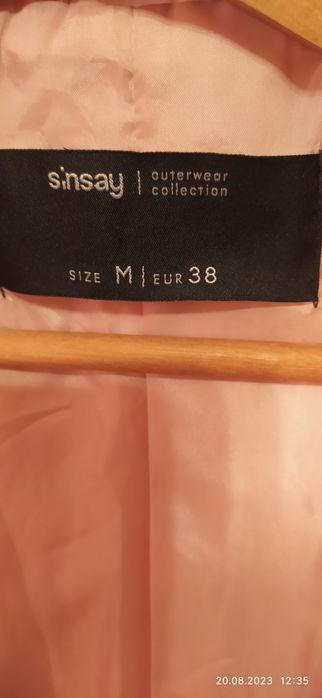 sinsay | outerwear
collection
SIZE M | EUR 38
20.08.2023 12:35